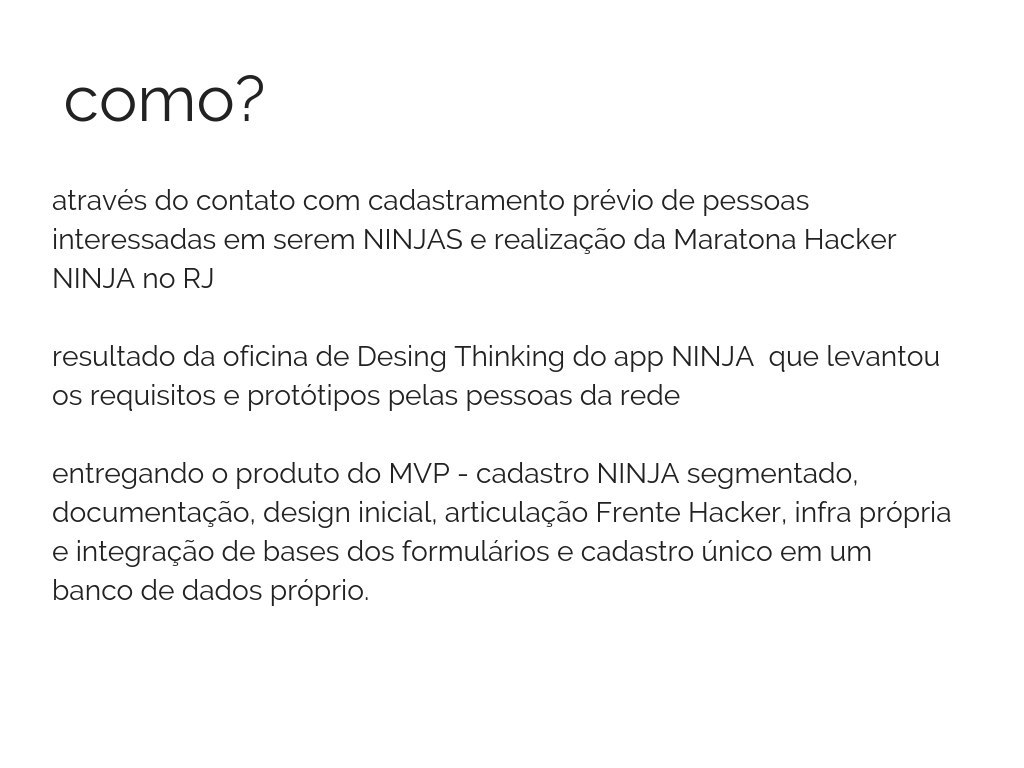 como?
através do contato com cadastramento prévio de pessoas
interessadas em serem NINJAS e realização da Maratona Hacker
NINJA no RJ
resultado da oficina de Desing Thinking do app NINJA  que levantou
os requisitos e protótipos pelas pessoas da rede
entregando o produto do MVP - cadastro NINJA segmentado,
documentação, design inicial, articulação Frente Hacker, infra própria
e integração de bases dos formulários e cadastro único em um
banco de dados próprio.